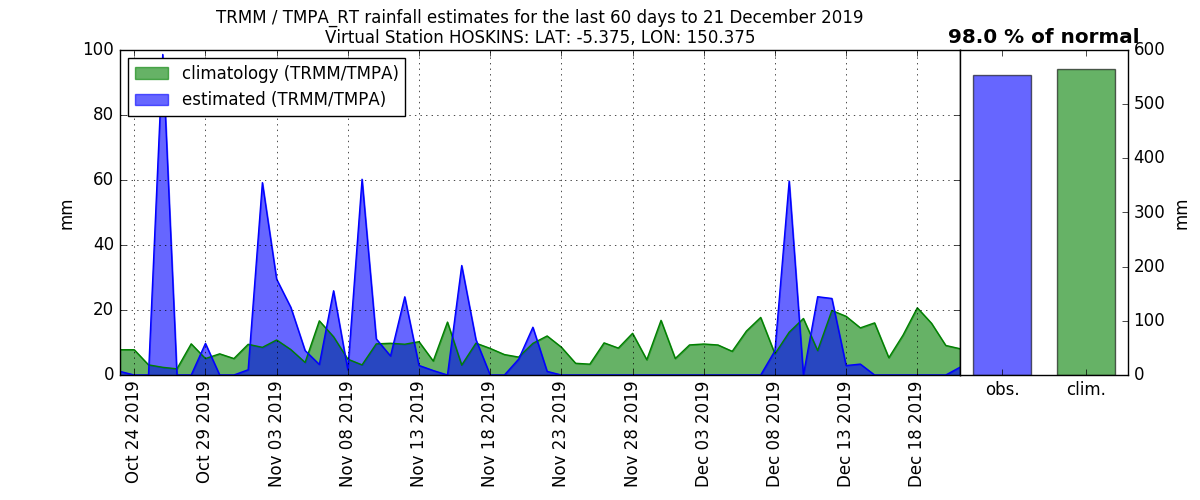 TRMM / TMPA_RT rainfall estimates for the last 60 days to 21 December 2019
Virtual Station HOSKINS: LAT: -5.375, LON: 150.375
98.0 % of normal
climatology (TRMM/TMPA)
estimated (TRMM/TMPA)
100
80
60
40
20
0
mm
Oct 24 2019
Oct 29 2019
Nov 03 2019
Nov 08 2019
Nov 13 2019
Nov 18 2019
Nov 23 2019
Nov 28 2019
Dec 03 2019
Dec 08 2019
Dec 13 2019
Dec 18 2019
obs.
clim.
600
500
400
300
200
100
0
mm